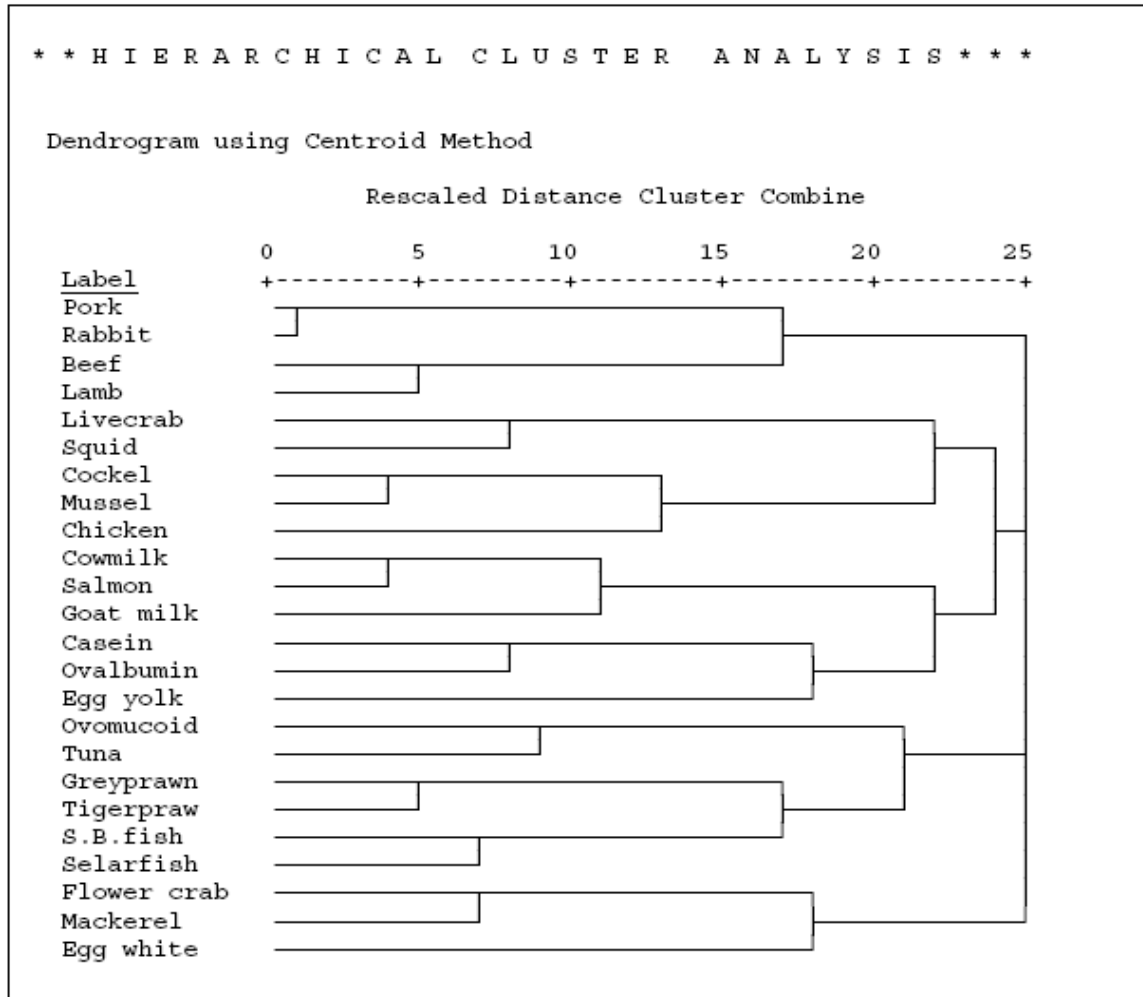 * * H I E R A R C H I C A L C L U S T E R A N A L Y S I S * * *
Dendrogram using Centroid Method
Rescaled Distance Cluster Combine
0 5 10 15 20 25
Label +---------+---------+---------+---------+---------+
Pork
Rabbit
Beef
Lamb
Livecrab
Squid
Cockel
Mussel
Chicken
Cowmilk
Salmon
Goat milk
Casein
Ovalbumin
Egg yolk
Ovomucoid
Tuna
Greyprawn
Tigerpraw
S.B.fish
Selarfish
Flower crab
Mackerel
Egg white